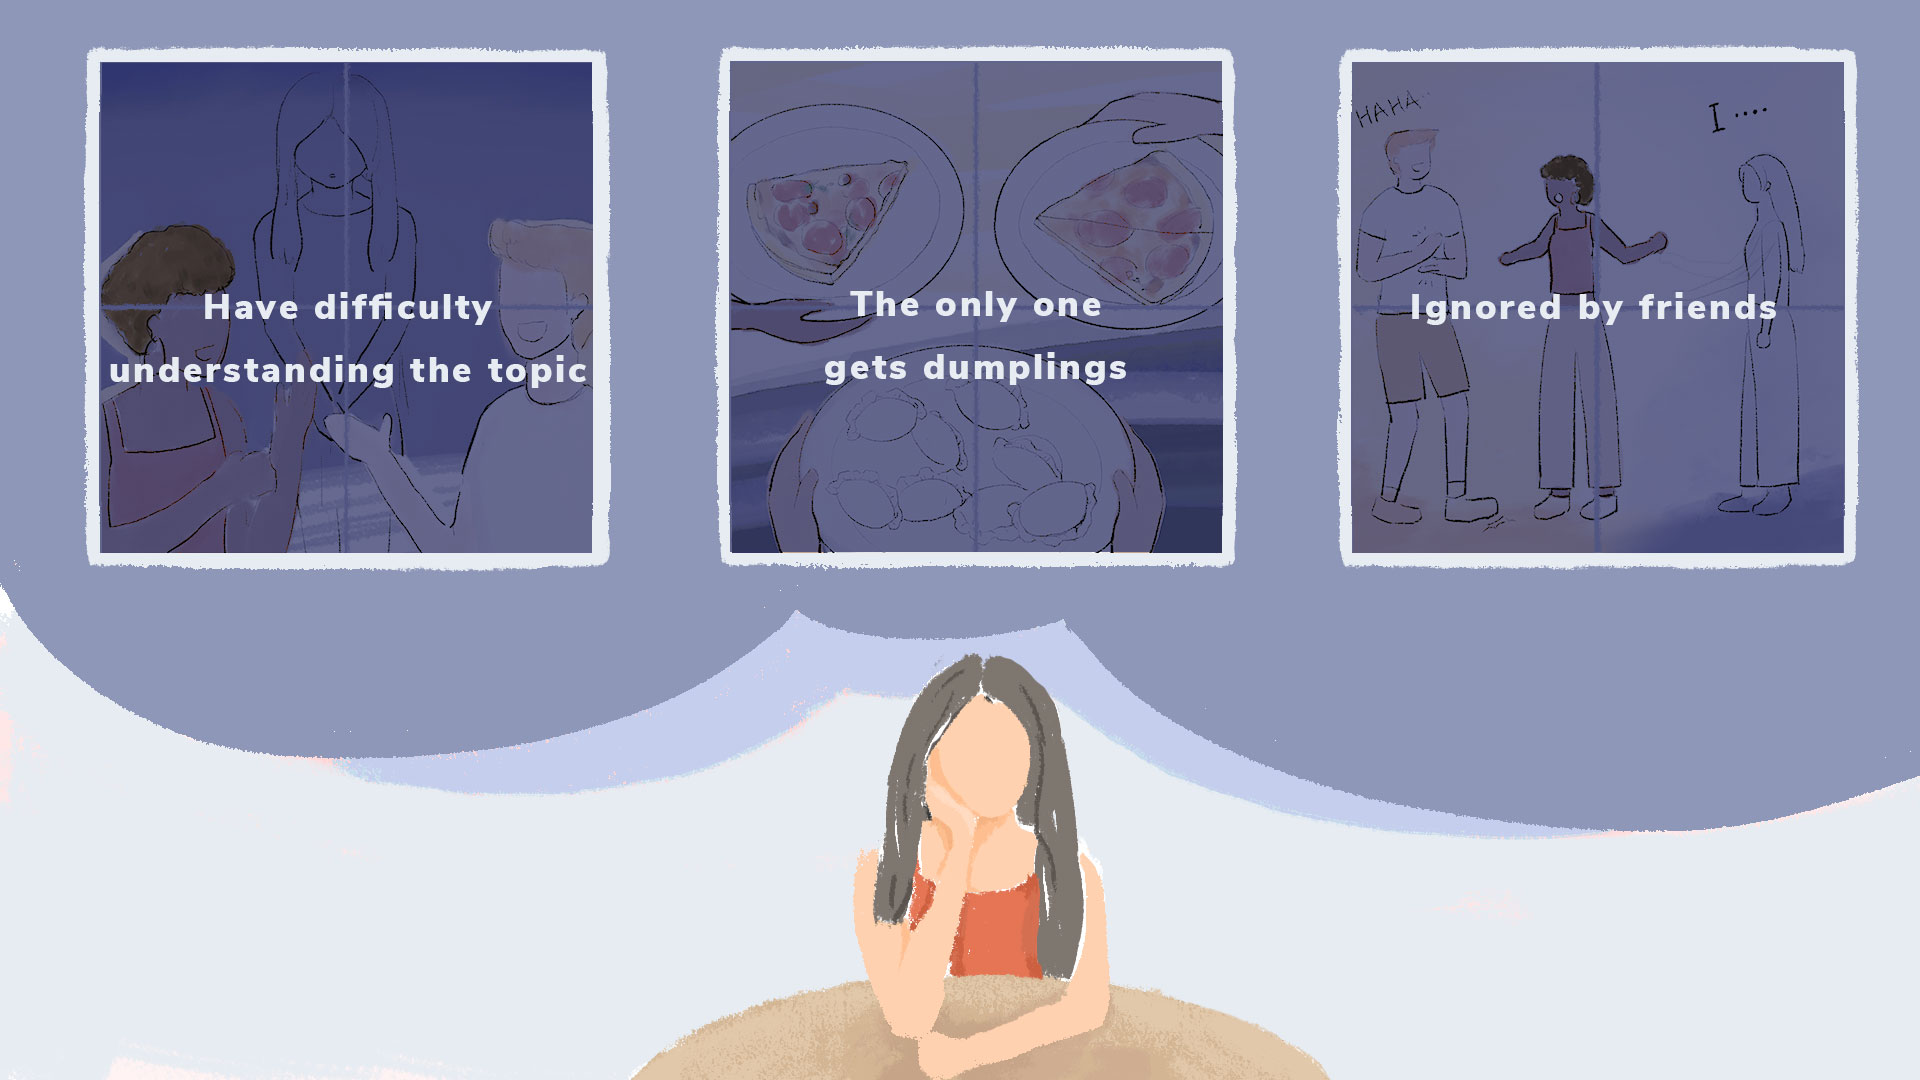 Have difficulty
understanding the topic
The only one
gets dumplings
HAHA..
I ....
Ignored by friends